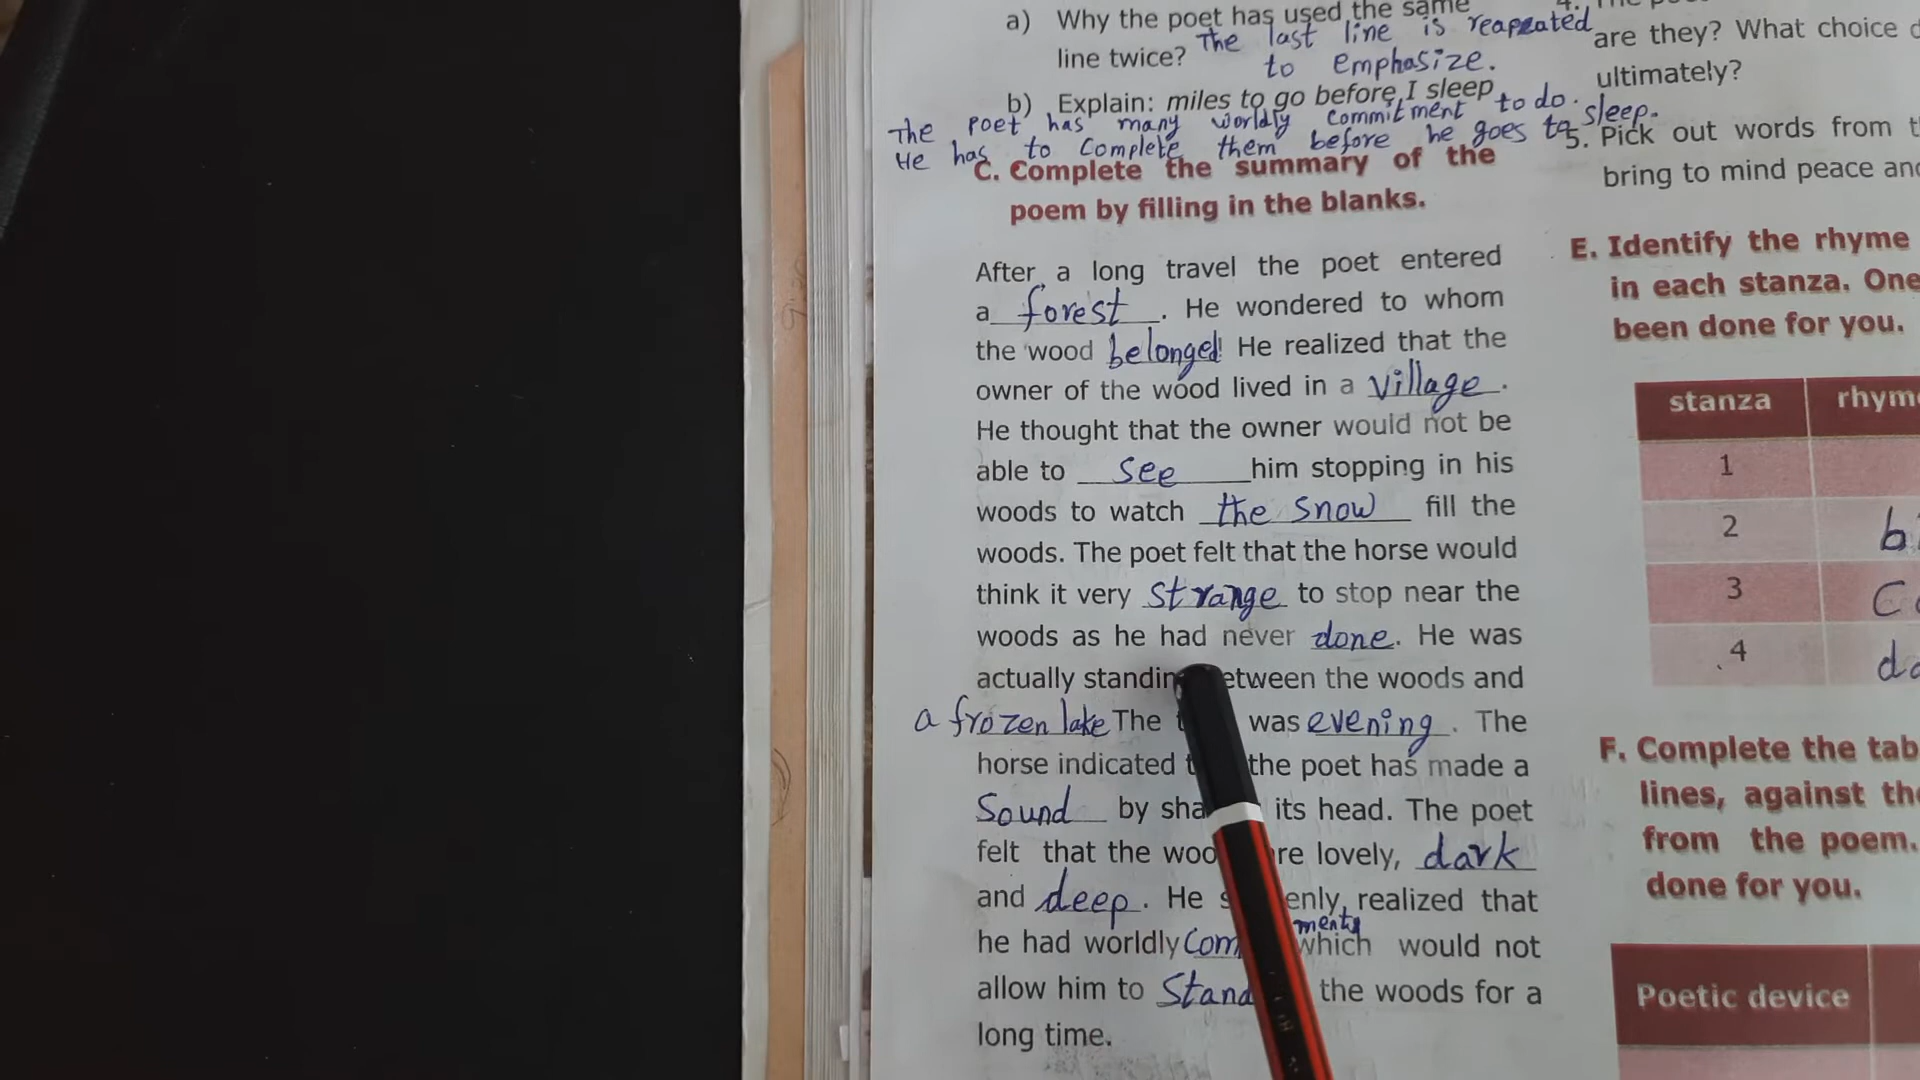 a) Why the poet has used the same
line twice? The last line is reapeated
to emphasize.
b) Explain: miles to go before I sleep
The poet has many worldly commitment to do.
He has to complete them before he goes to sleep.
C. Complete the summary of the
poem by filling in the blanks.
After a long travel the poet entered
a forest. He wondered to whom
the wood belonged! He realized that the
owner of the wood lived in a village.
He thought that the owner would not be
able to see him stopping in his
woods to watch the snow fill the
woods. The poet felt that the horse would
think it very strange to stop near the
woods as he had never done. He was
actually standin etween the woods and
a frozen lake The was evening. The
horse indicated the poet has made a
Sound by sha its head. The poet
felt that the woo re lovely, dark
and deep. He s enly realized that
he had worldly Com ments which would not
allow him to Stand the woods for a
long time.
are they? What choice
ultimately?
5. Pick out words from
bring to mind peace and
E. Identify the rhyme
in each stanza. One
been done for you.
stanza rhym
1
2 b
3 C
4 d
F. Complete the tab
lines, against the
from the poem.
done for you.
Poetic device